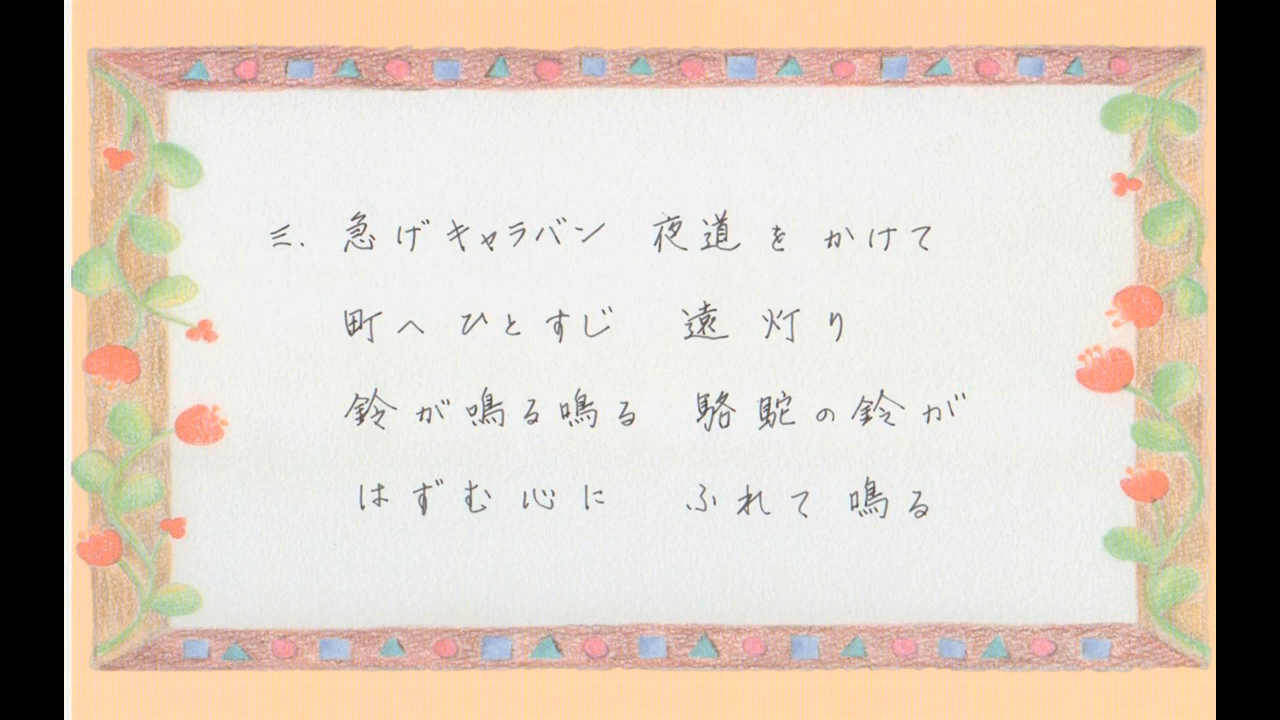 三. 急げキャラバン 夜道をかけて
町へひとすじ 遠灯り
鈴が鳴る鳴る 駱駝の鈴が
はずむ心に ふれて鳴る